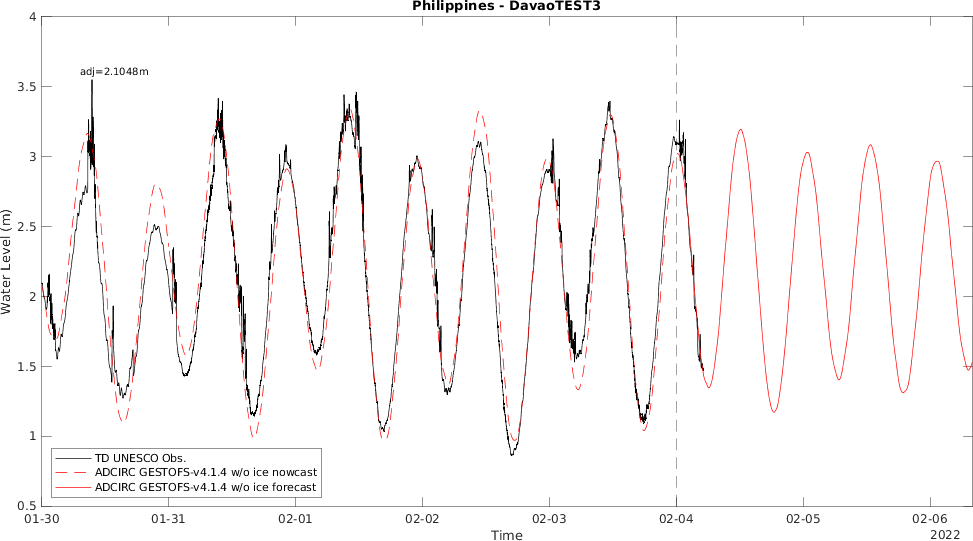 Philippines - DavaoTEST3
4
adj=2.1048m
3.5
3
2.5
Water Level (m)
2
1.5
1
TD UNESCO Obs.
ADCIRC GESTOFS-v4.1.4 w/o ice nowcast
ADCIRC GESTOFS-v4.1.4 w/o ice forecast
0.5
01-30 01-31 02-01 02-02 02-03 02-04 02-05 02-06
Time 2022